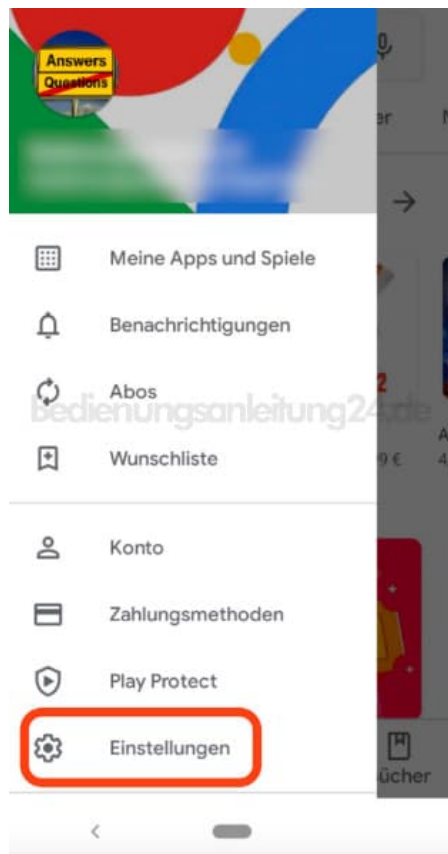 Answers
Questions
Meine Apps und Spiele
Benachrichtigungen
Abos
Bedienungsanleitung24.de
Wunschliste
Konto
Zahlungsmethoden
Play Protect
Einstellungen